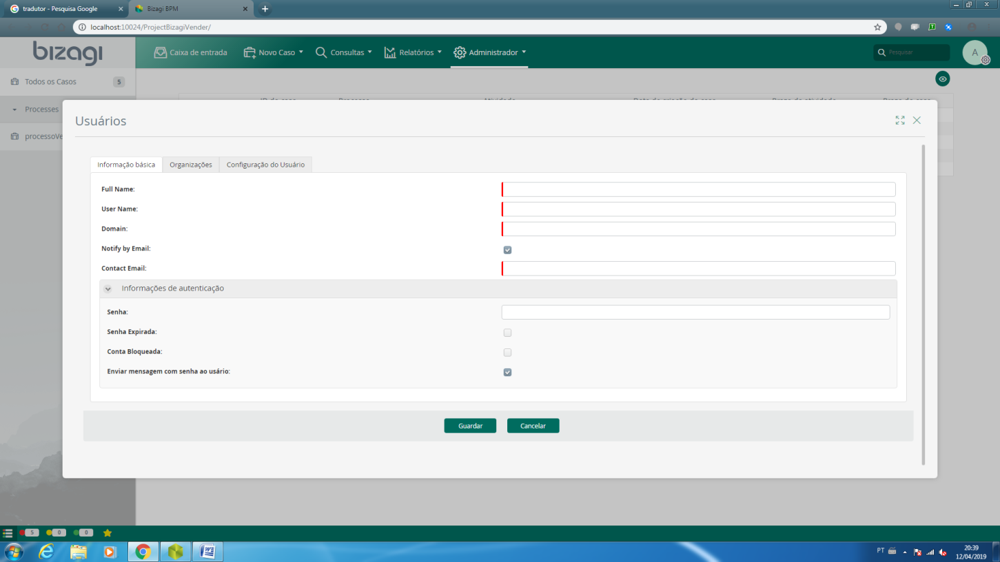 tradutor - Pesquisa Google
Bizagi BPM
localhost:10024/ProjectBizagiVender/
bizagi
Caixa de entrada
Novo Caso
Consultas
Relatórios
Administrador
Pesquisar
A
Todos os Casos
5
Processes
processoVe
Usuários
Informação básica
Organizações
Configuração do Usuário
Full Name:
User Name:
Domain:
Notify by Email:
Contact Email:
Informações de autenticação
Senha:
Senha Expirada:
Conta Bloqueada:
Enviar mensagem com senha ao usário:
Guardar
Cancelar
5
0
0
PT
20:39
12/04/2019